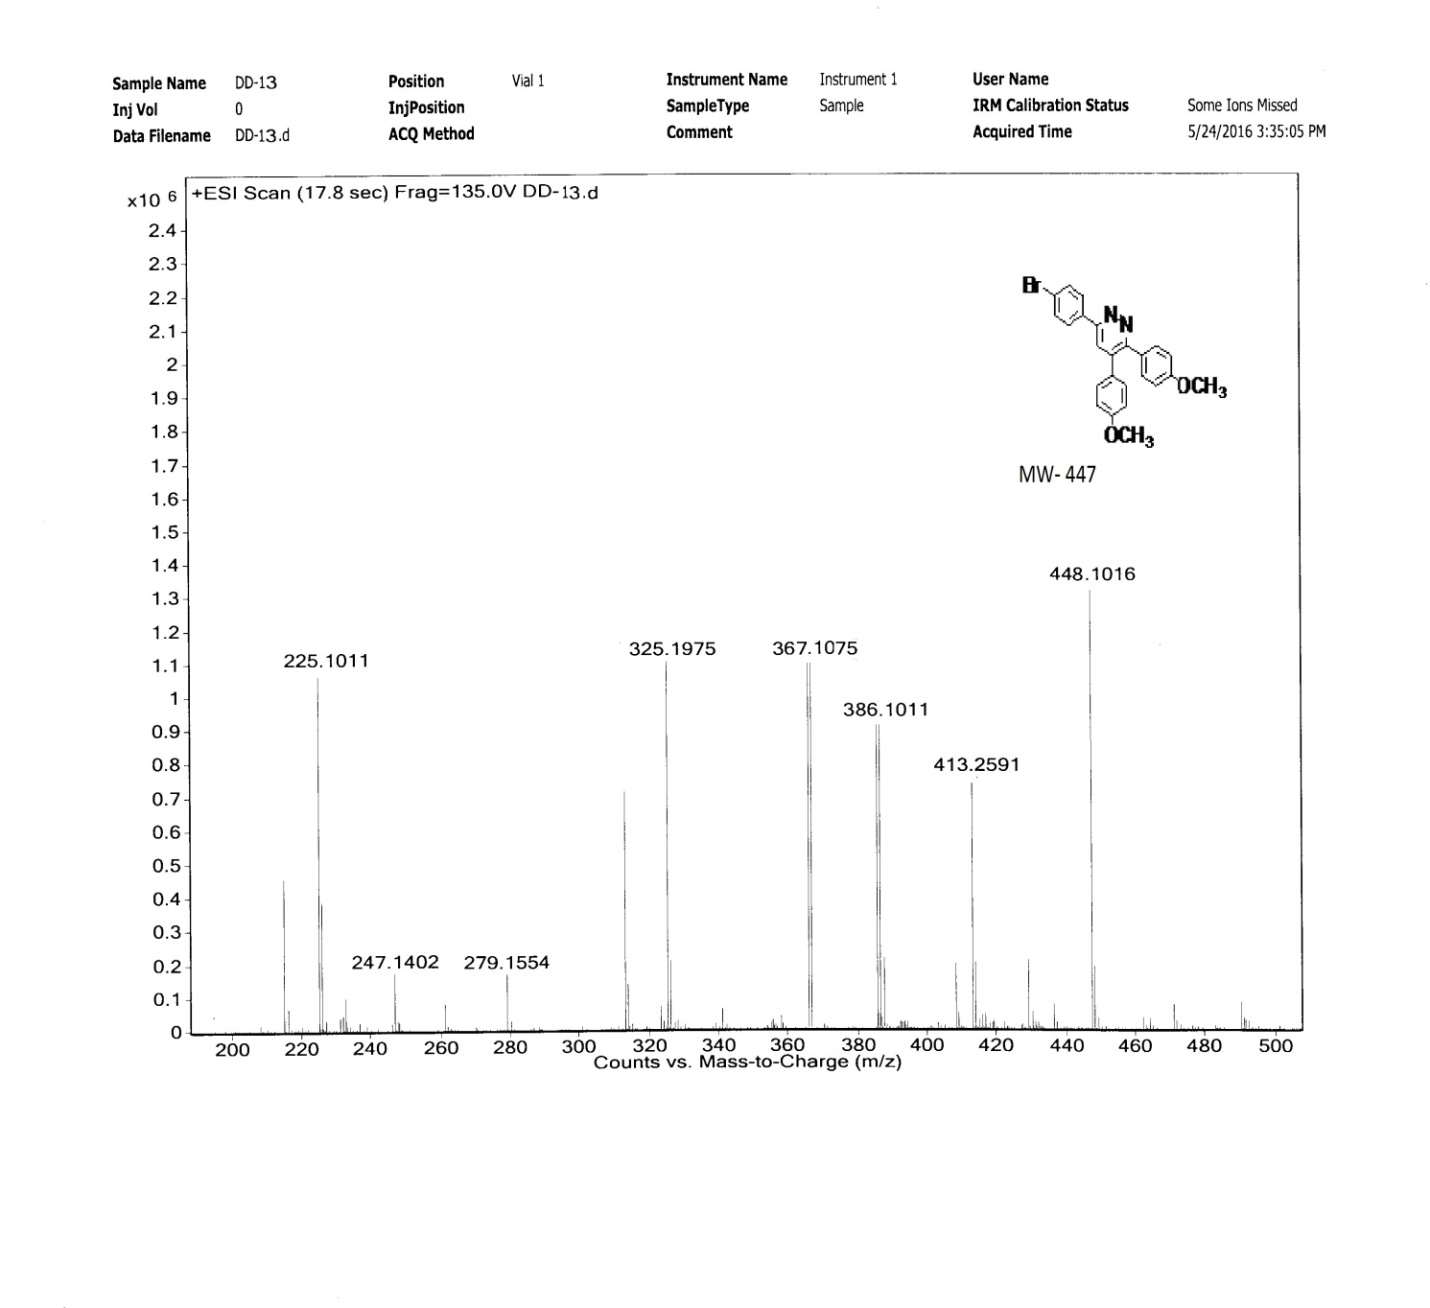 Sample Name DD-13 Position Vial 1 Instrument Name Instrument 1 User Name
Inj Vol 0 InjPosition SampleType Sample IRM Calibration Status Some Ions Missed
Data Filename DD-13.d ACQ Method Comment Acquired Time 5/24/2016 3:35:05 PM
x10 6 +ESI Scan (17.8 sec) Frag=135.0V DD-13.d
2.4
2.3
2.2
2.1
2
1.9
1.8
1.7
1.6
1.5
1.4
1.3
1.2
1.1
1
0.9
0.8
0.7
0.6
0.5
0.4
0.3
0.2
0.1
0
Br
N
N
OCH3
OCH3
MW- 447
448.1016
225.1011 325.1975 367.1075
386.1011
413.2591
247.1402 279.1554
200 220 240 260 280 300 320 340 360 380 400 420 440 460 480 500
Counts vs. Mass-to-Charge (m/z)